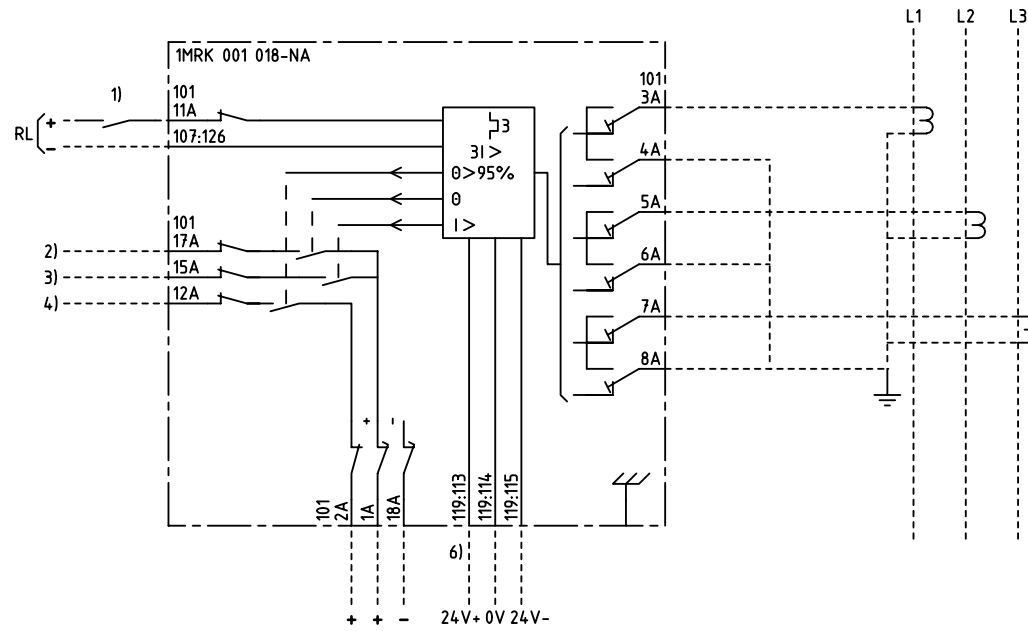 L1 L2 L3
1MRK 001 018-NA
1)
101
11A
RL + −
107:126
3
3I>
Θ>95%
Θ
I>
101
2) 17A
3) 15A
4) 12A
101
3A
4A
5A
6A
7A
8A
+ -
101
2A
1A
18A
119:113
119:114
119:115
6)
+ + − 24V+ 0V 24V-